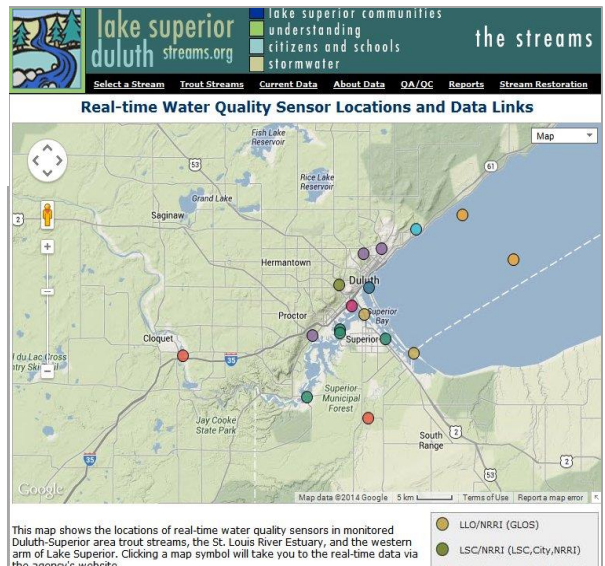 lake superior
duluth streams.org
lake superior communities
understanding
citizens and schools
stormwater
the streams
Select a Stream Trout Streams Current Data About Data QA/QC Reports Stream Restoration
Real-time Water Quality Sensor Locations and Data Links
Map
Fish Lake
Reservoir
53
61
Rice Lake
Reservoir
Grand Lake
2
Saginaw
Hermantown
Duluth
Proctor
Superior
Bay
Cloquet
Superior
du Lac
35
Superior
Municipal
Forest
Jay Cooke
State Park
South
Range
2
35
53
2
Google
Map data ©2014 Google 5 km Terms of Use Report a map error
This map shows the locations of real-time water quality sensors in monitored
Duluth-Superior area trout streams, the St. Louis River Estuary, and the western
arm of Lake Superior. Clicking a map symbol will take you to the real-time data via
the agency's website
LLO/NRRI (GLOS)
LSC/NRRI (LSC,City,NRRI)